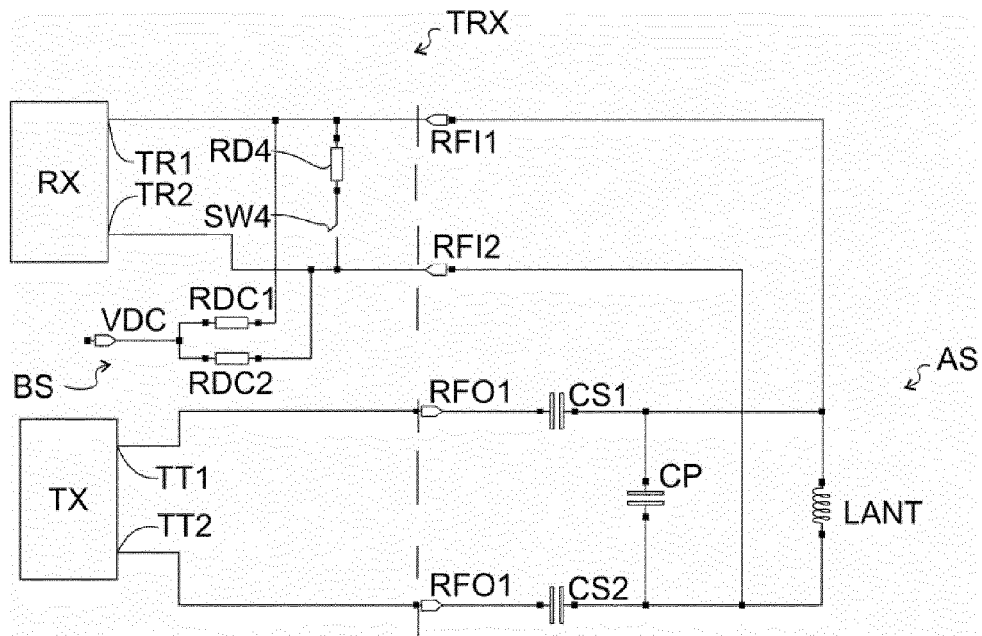 TRX
RFI1
RD4
TR1
RX
TR2
SW4
RFI2
RDC1
VDC
RDC2
BS
AS
RFO1
CS1
TT1
CP
TX
LANT
TT2
RFO1
CS2